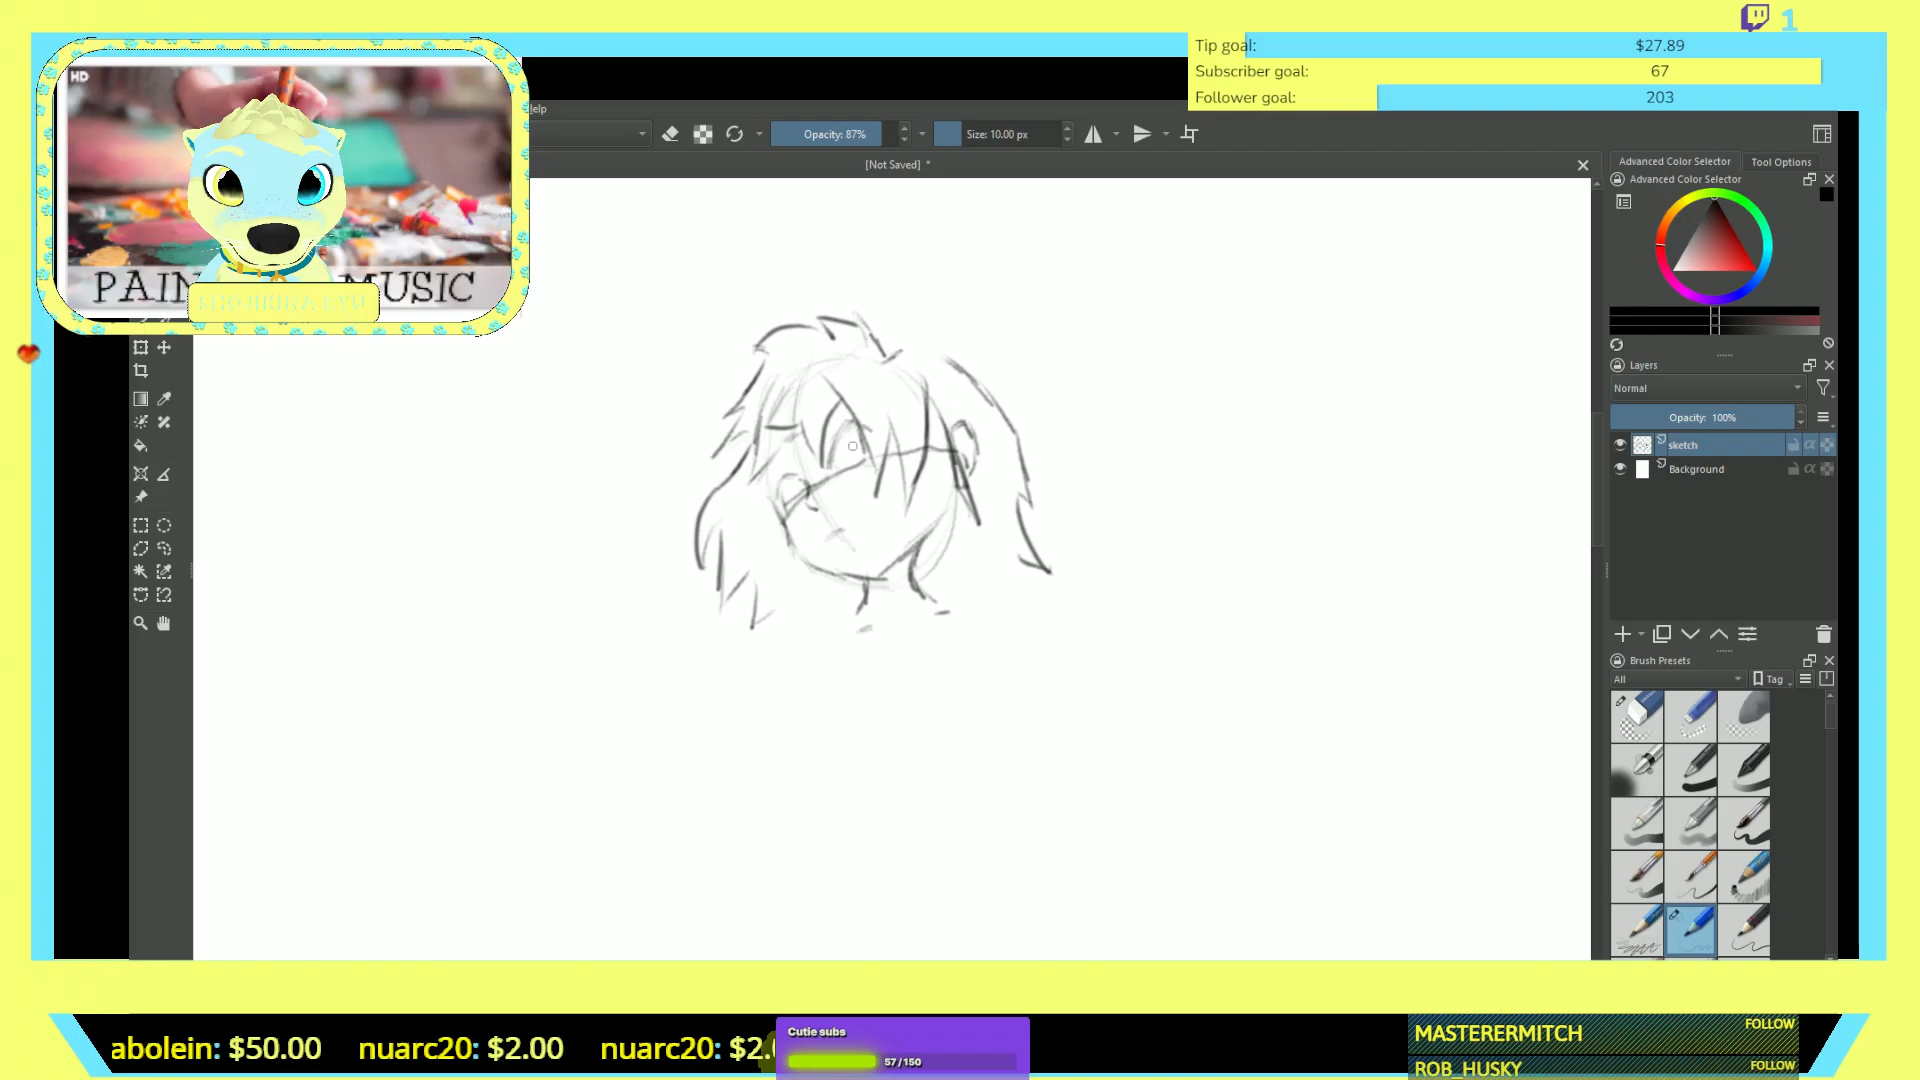 1
Tip goal: $27.89
Subscriber goal: 67
Follower goal: 203
HD
elp
Opacity: 87%
Size: 10.00 px
[Not Saved] *
Advanced Color Selector
Tool Options
Advanced Color Selector
PAIN
MUSIC
Layers
Normal
Opacity: 100%
sketch
Background
Brush Presets
All
Tag
abolein: $50.00 nuarc20: $2.00 nuarc20: $2.0
Cutie subs
57/150
MASTERERMITCH FOLLOW
ROB_HUSKY FOLLOW